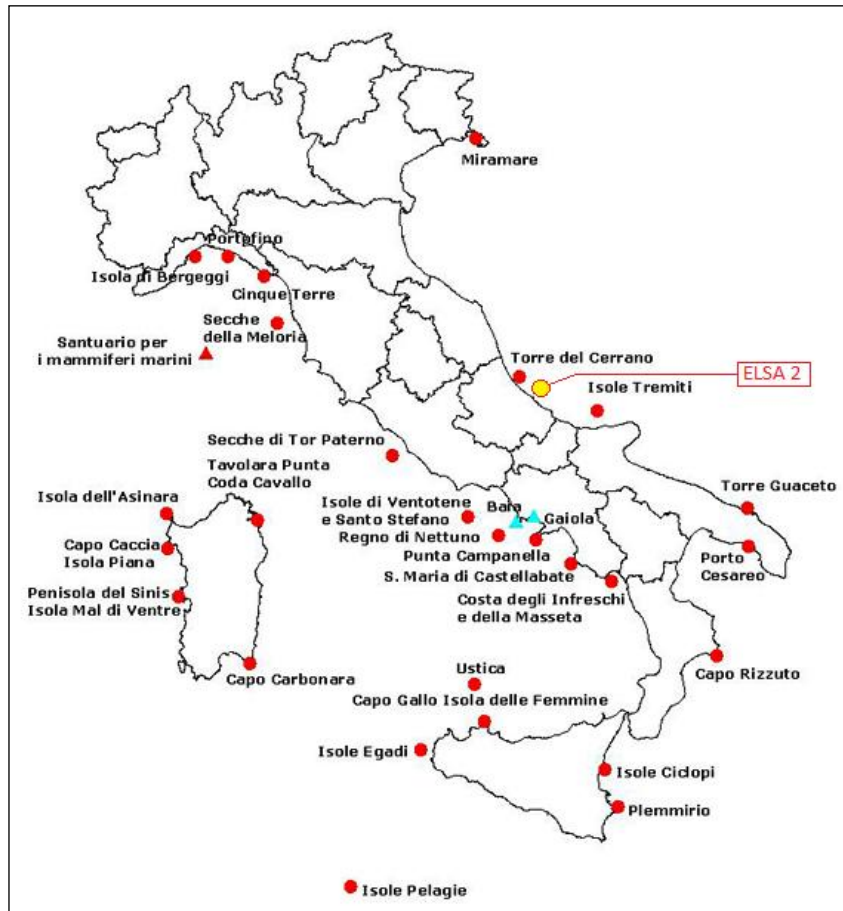 Miramare
Portofino
Isola di Bergeggi
Cinque Terre
Secche
della Meloria
Santuario per
i mammiferi marini
Torre del Cerrano
ELSA 2
Isole Tremiti
Secche di Tor Paterno
Tavolara Punta
Coda Cavallo
Isola dell'Asinara
Torre Guaceto
Isole di Ventotene
e Santo Stefano
Baia
Gaiola
Regno di Nettuno
Capo Caccia
Isola Piana
Punta Campanella
Porto
Cesareo
S. Maria di Castellabate
Penisola del Sinis
Isola Mal di Ventre
Costa degli Infreschi
e della Masseta
Capo Carbonara
Ustica
Capo Rizzuto
Capo Gallo Isola delle Femmine
Isole Egadi
Isole Ciclopi
Plemmirio
Isole Pelagie